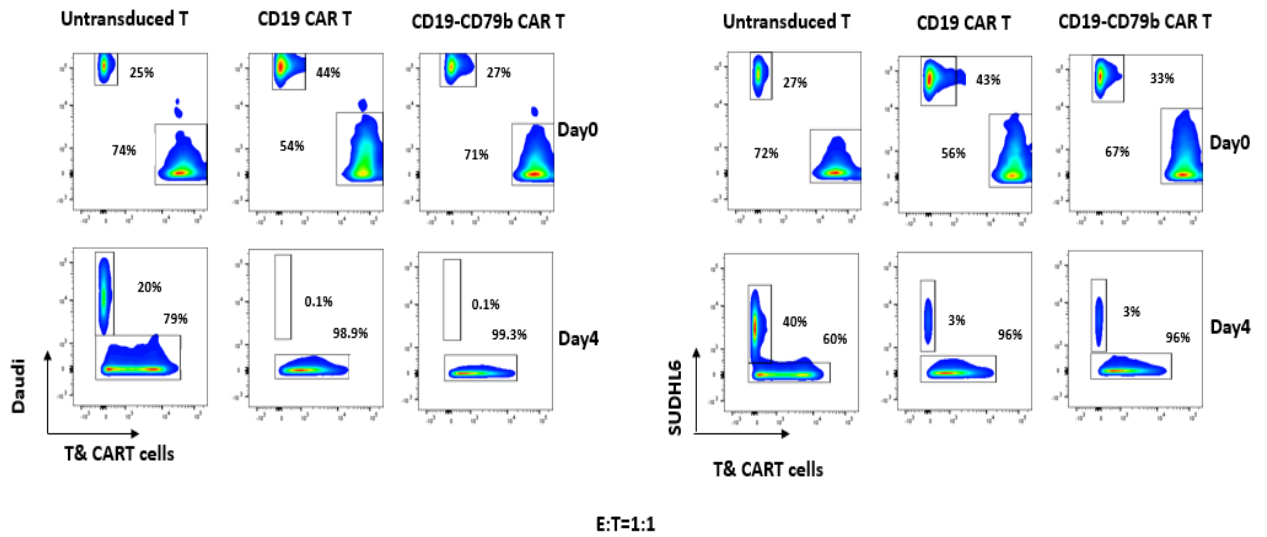 Untransduced T
CD19 CAR T
CD19-CD79b CAR T
Untransduced T
CD19 CAR T
CD19-CD79b CAR T
25%
44%
27%
27%
43%
33%
Day0
Day0
74%
54%
71%
72%
56%
67%
20%
79%
0.1%
98.9%
0.1%
99.3%
Day4
40%
60%
3%
96%
3%
96%
Day4
Daudi
SUDHL6
T& CART cells
T& CART cells
E:T=1:1